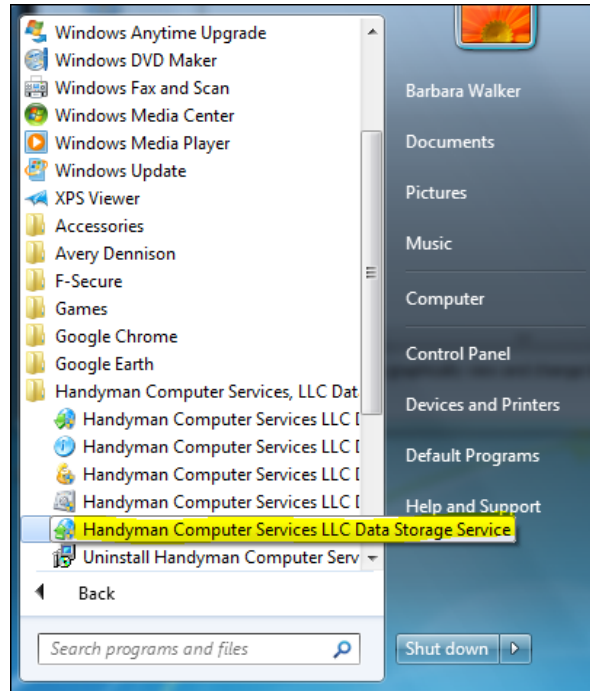 Windows Anytime Upgrade
Windows DVD Maker
Windows Fax and Scan
Windows Media Center
Windows Media Player
Windows Update
XPS Viewer
Accessories
Avery Dennison
F-Secure
Games
Google Chrome
Google Earth
Handyman Computer Services, LLC Dat
Handyman Computer Services LLC
Handyman Computer Services LLC
Handyman Computer Services LLC
Handyman Computer Services LLC
Handyman Computer Services LLC Data Storage Service
Uninstall Handyman Computer Serv
Back
Search programs and files
Barbara Walker
Documents
Pictures
Music
Computer
Control Panel
Devices and Printers
Default Programs
Help and Support
Shut down